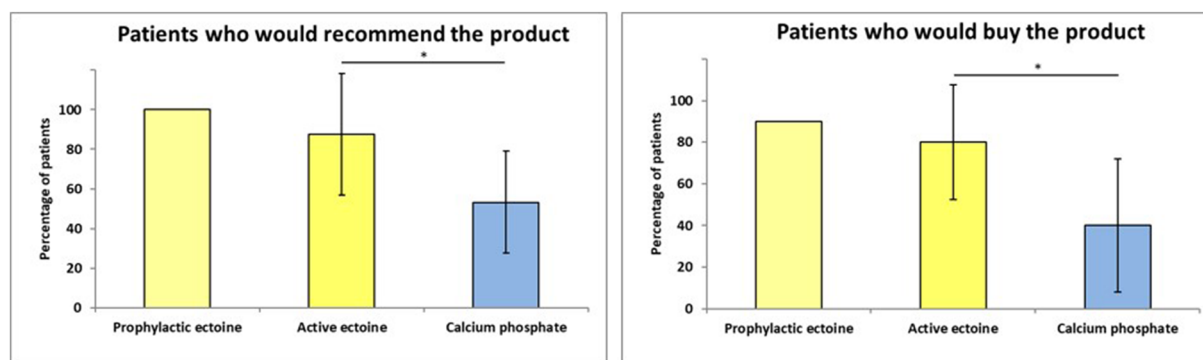 Patients who would recommend the product
*
Percentage of patients
100
80
60
40
20
0
Prophylactic ectoine Active ectoine Calcium phosphate
Patients who would buy the product
*
Percentage of patients
100
80
60
40
20
0
Prophylactic ectoine Active ectoine Calcium phosphate